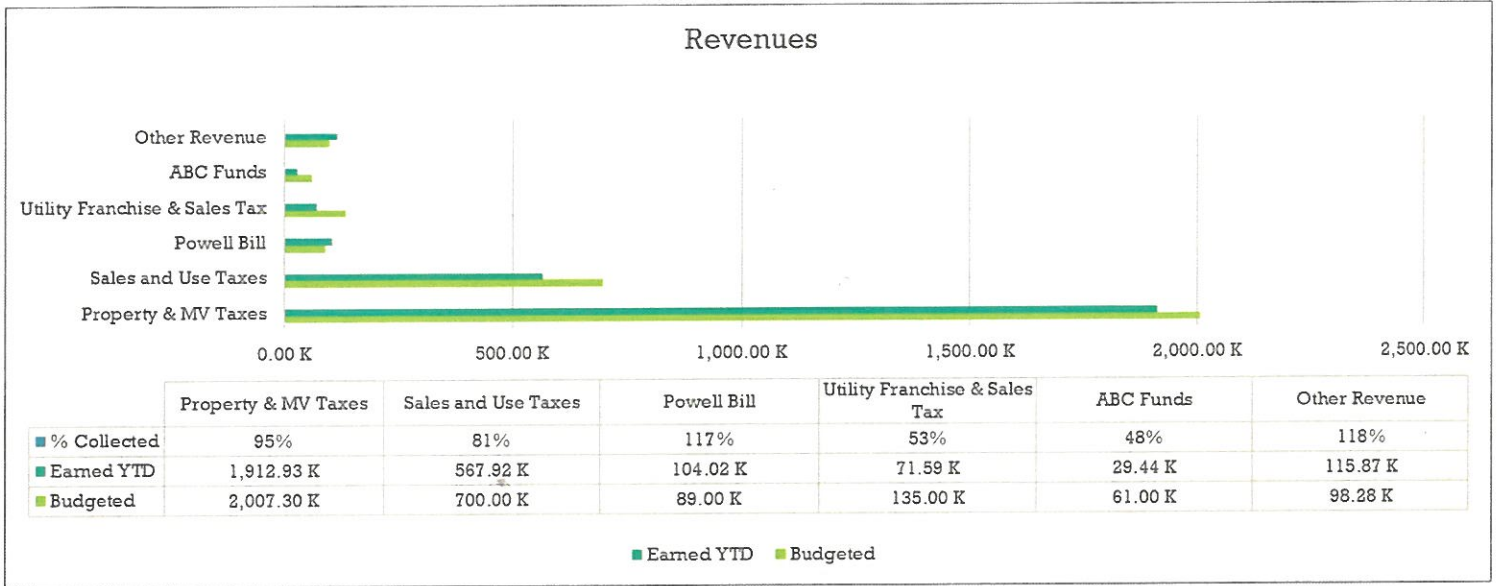 Revenues
Other Revenue
ABC Funds
Utility Franchise & Sales Tax
Powell Bill
Sales and Use Taxes
Property & MV Taxes
0.00 K 500.00 K 1,000.00 K 1,500.00 K 2,000.00 K 2,500.00 K
Property & MV Taxes Sales and Use Taxes Powell Bill Utility Franchise & Sales Tax ABC Funds Other Revenue
% Collected 95% 81% 117% 53% 48% 118%
Earned YTD 1,912.93 K 567.92 K 104.02 K 71.59 K 29.44 K 115.87 K
Budgeted 2,007.30 K 700.00 K 89.00 K 135.00 K 61.00 K 98.28 K
Earned YTD Budgeted